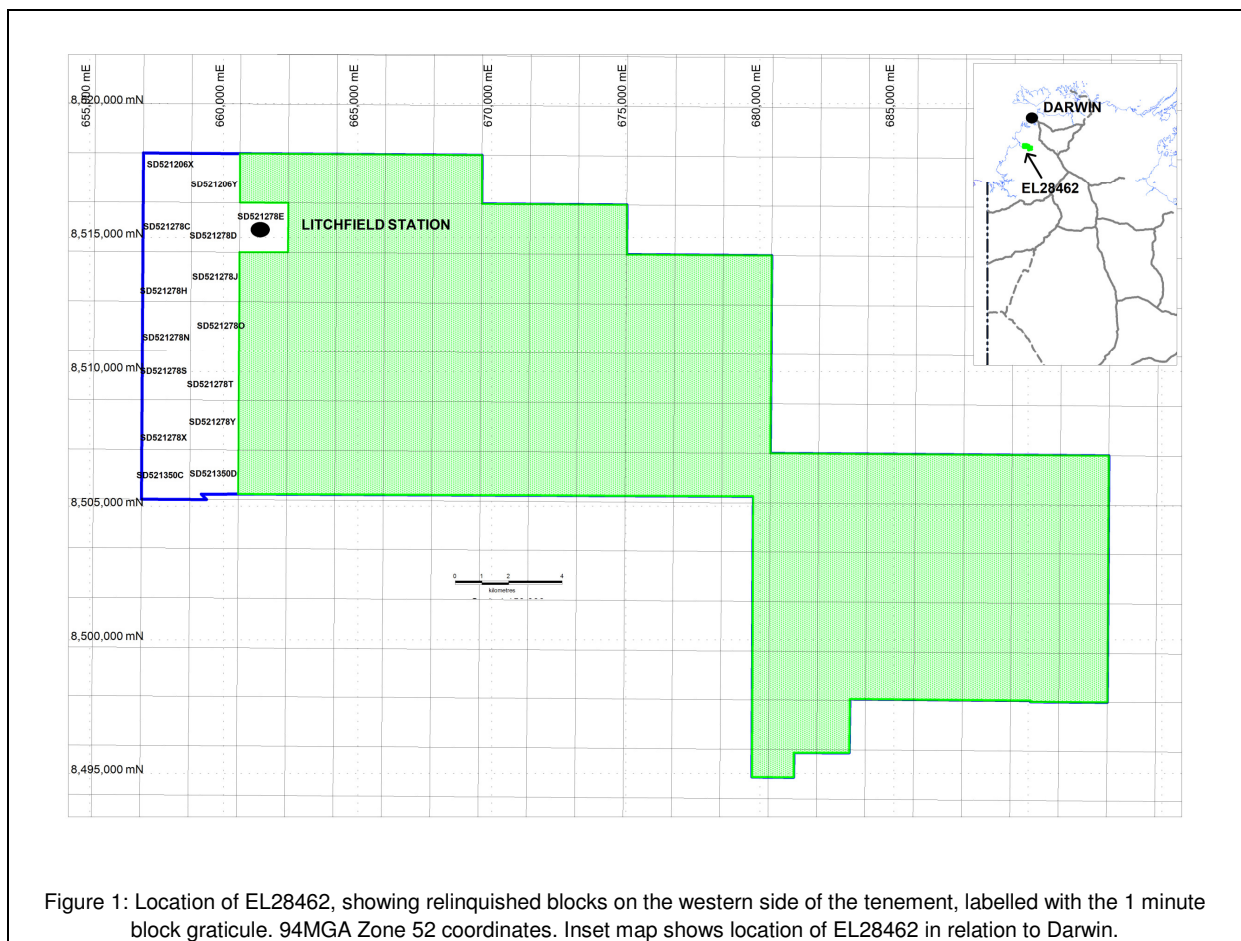 655,000 mE
660,000 mE
665,000 mE
670,000 mE
675,000 mE
680,000 mE
685,000 mE
8,520,000 mN
DARWIN
EL28462
SD521206X
SD521206Y
SD521278E
LITCHFIELD STATION
SD521278C
SD521278D
8,515,000 mN
SD521278J
SD521278H
SD521278O
SD521278N
8,510,000 mN
SD521278S
SD521278T
SD521278Y
SD521278X
SD521350C
SD521350D
8,505,000 mN
0 1 2 4
kilometres
8,500,000 mN
8,495,000 mN
Figure 1: Location of EL28462, showing relinquished blocks on the western side of the tenement, labelled with the 1 minute
block graticule. 94MGA Zone 52 coordinates. Inset map shows location of EL28462 in relation to Darwin.